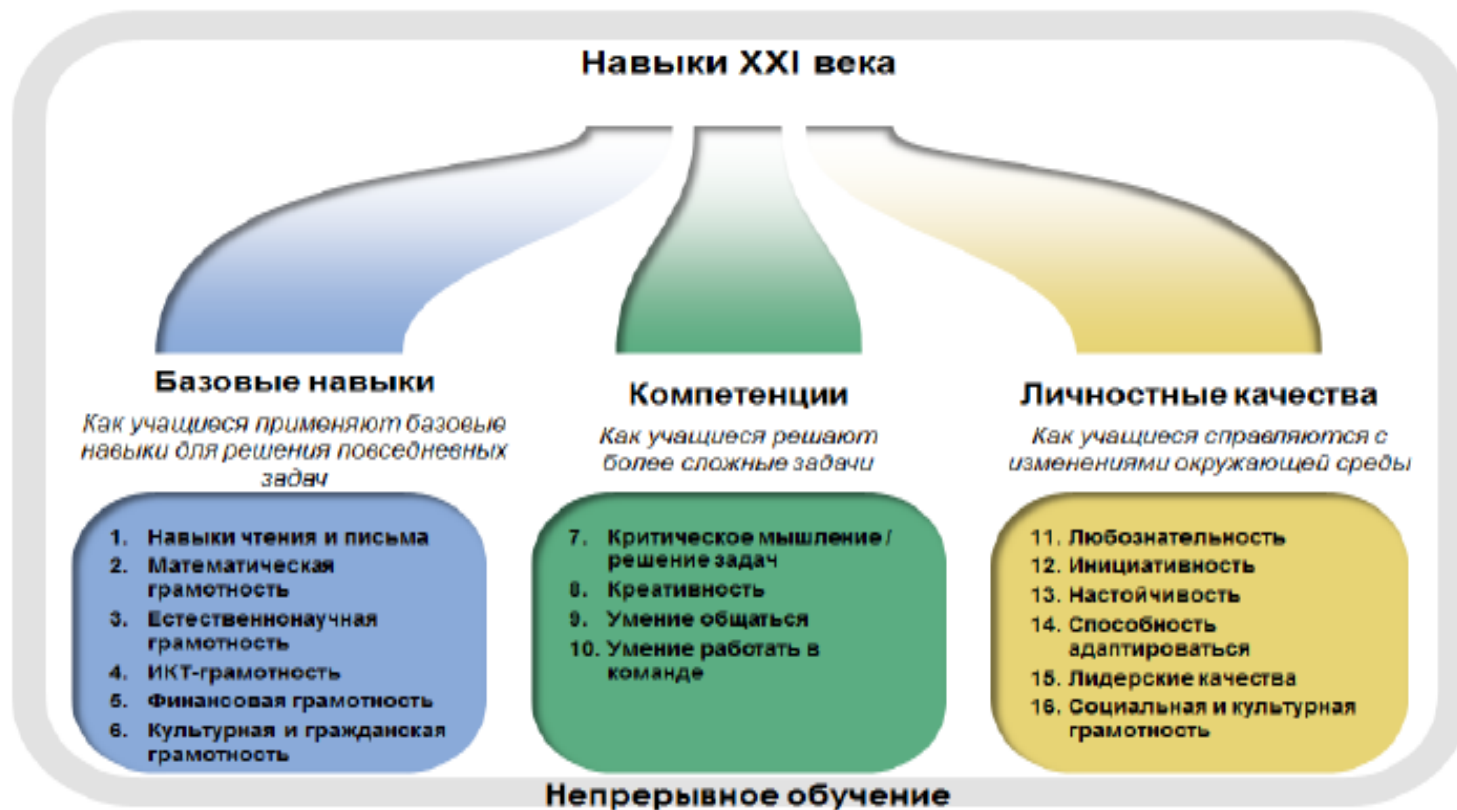 Навыки XXI века
Базовые навыки
Как учащиеся применяют базовые
навыки для решения повседневных
задач
1. Навыки чтения и письма
2. Математическая
грамотность
3. Естественнонаучная
грамотность
4. ИКТ-грамотность
5. Финансовая грамотность
6. Культурная и гражданская
грамотность
Компетенции
Как учащиеся решают
более сложные задачи
7. Критическое мышление /
решение задач
8. Креативность
9. Умение общаться
10. Умение работать в
команде
Личностные качества
Как учащиеся справляются с
изменениями окружающей среды
11. Любознательность
12. Инициативность
13. Настойчивость
14. Способность
адаптироваться
15. Лидерские качества
16. Социальная и культурная
грамотность
Непрерывное обучение